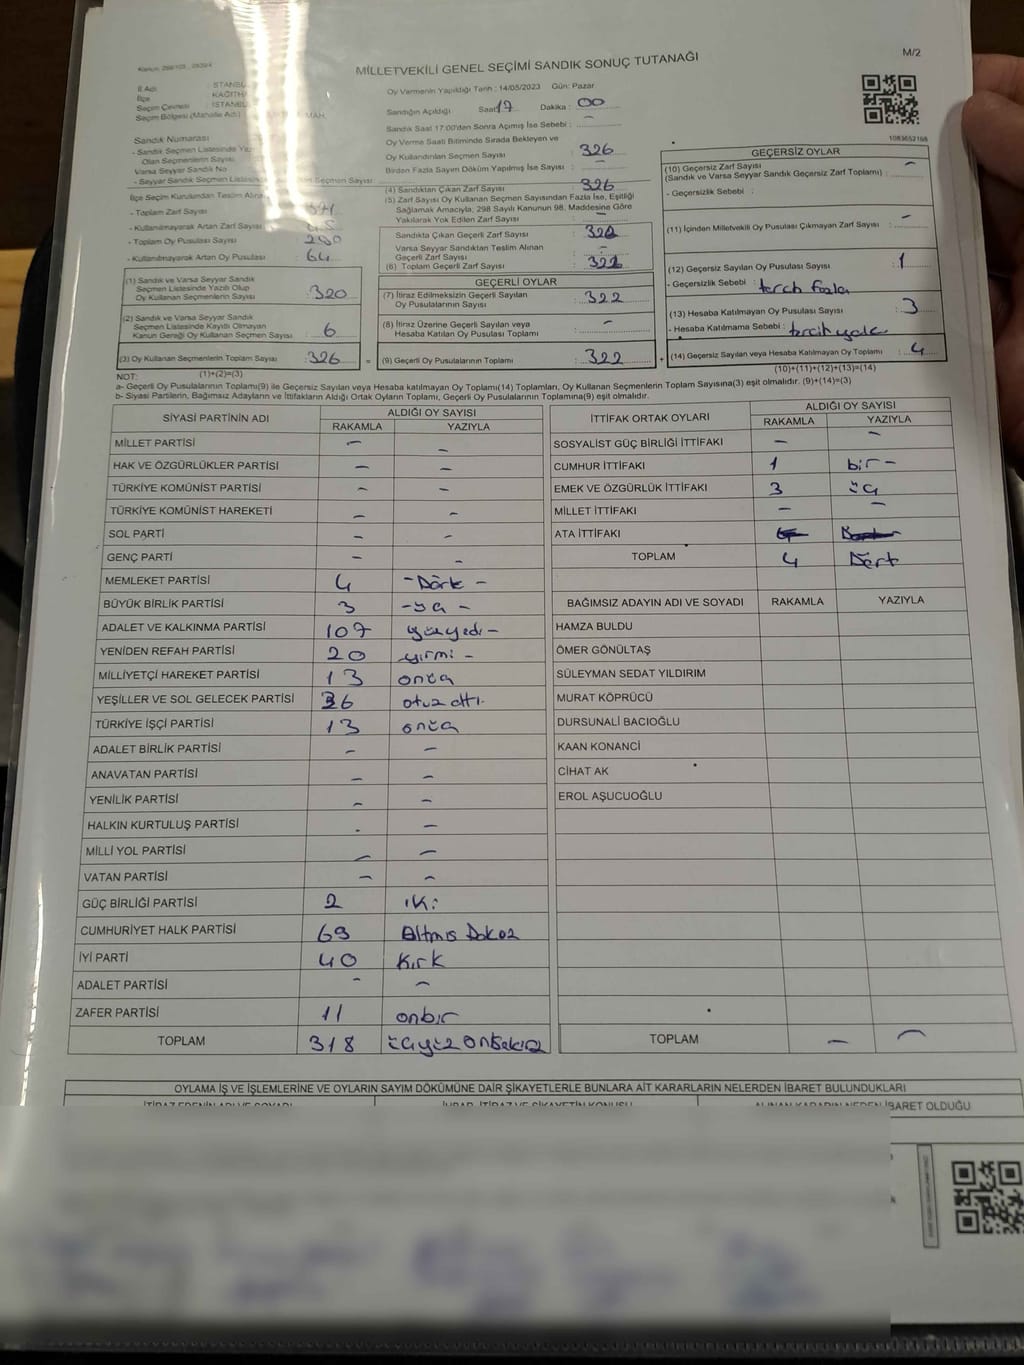 MİLLETVEKİLİ GENEL SEÇİMİ SANDIK SONUÇ TUTANAĞI
M/2
İl Adı : STANBU
İlçe KAĞITHA
Seçim Çevresi : İSTANBUL
Seçim Bölgesi (Mahalle Adı) MAH.
Oy Vermenin Yapıldığı Tarih : 14/05/2023 Gün: Pazar
Sandığın Açıldığı Saat 17 Dakika : 00
Sandık Saat 17:00'den Sonra Açımış İse Sebebi : –
Sandık Numarası
- Sandık Seçmen Listesinde Yaz
Olan Seçmenlerin Sayısı
Varsa Seyyar Sandık No
- Seyyar Sandık Seçmen Listesi Seçmen Sayısı
Oy Verme Saati Bitiminde Sırada Bekleyen ve
Oy Kullandırılan Seçmen Sayısı : 326
Birden Fazla Sayım Döküm Yapılmış İse Sayısı : –
İlçe Seçim Kurulundan Teslim Alına
- Toplam Zarf Sayısı
- Kullanılmayarak Artan Zarf Sayısı
- Toplam Oy Pusulası Sayısı
- Kullanılmayarak Artan Oy Pusulası : 64
(4) Sandıktan Çıkan Zarf Sayısı : 326
(5) Zarf Sayısı Oy Kullanan Seçmen Sayısından Fazla İse, Eşitliği
Sağlamak Amacıyla, 298 Sayılı Kanunun 98. Maddesine Göre
Yakılarak Yok Edilen Zarf Sayısı : –
Sandıkta Çıkan Geçerli Zarf Sayısı
Varsa Seyyar Sandıktan Teslim Alınan
Geçerli Zarf Sayısı : –
(6) Toplam Geçerli Zarf Sayısı
(1) Sandık ve Varsa Seyyar Sandık
Seçmen Listesinde Yazılı Olup
Oy Kullanan Seçmenlerin Sayısı : 320
(2) Sandık ve Varsa Seyyar Sandık
Seçmen Listesinde Kayıtlı Olmayan
Kanun Gereği Oy Kullanan Seçmen Sayısı : 6
(3) Oy Kullanan Seçmenlerin Toplam Sayısı : 326 =
(1)+(2)=(3)
GEÇERLİ OYLAR
(7) İtiraz Edilmeksizin Geçerli Sayılan
Oy Pusulalarının Sayısı : 322
(8) İtiraz Üzerine Geçerli Sayılan veya
Hesaba Katılan Oy Pusulası Toplamı : –
(9) Geçerli Oy Pusulalarının Toplamı : 322 +
1083652168
GEÇERSİZ OYLAR
(10) Geçersiz Zarf Sayısı –
(Sandık ve Varsa Seyyar Sandık Geçersiz Zarf Toplamı) :
- Geçersizlik Sebebi :
(11) İçinden Milletvekili Oy Pusulası Çıkmayan Zarf Sayısı : –
(12) Geçersiz Sayılan Oy Pusulası Sayısı : 1
- Geçersizlik Sebebi : terch fazla
(13) Hesaba Katılmayan Oy Pusulası Sayısı : 3
- Hesaba Katılmama Sebebi :
(14) Geçersiz Sayılan veya Hesaba Katılmayan Oy Toplamı : 4
(10)+(11)+(12)+(13)=(14)
NOT:
a- Geçerli Oy Pusulalarının Toplamı(9) ile Geçersiz Sayılan veya Hesaba katılmayan Oy Toplamı(14) Toplamları, Oy Kullanan Seçmenlerin Toplam Sayısına(3) eşit olmalıdır. (9)+(14)=(3)
b- Siyasi Partilerin, Bağımsız Adayların ve İttifakların Aldığı Ortak Oyların Toplamı, Geçerli Oy Pusulalarının Toplamına(9) eşit olmalıdır.
SİYASİ PARTİNİN ADI ALDIĞI OY SAYISI
RAKAMLA YAZIYLA
MİLLET PARTİSİ – –
HAK VE ÖZGÜRLÜKLER PARTİSİ – –
TÜRKİYE KOMÜNİST PARTİSİ – –
TÜRKİYE KOMÜNİST HAREKETİ – –
SOL PARTİ – –
GENÇ PARTİ – –
MEMLEKET PARTİSİ 4 - Dört -
BÜYÜK BİRLİK PARTİSİ 3 - üç -
ADALET VE KALKINMA PARTİSİ 107 yüzyedi -
YENİDEN REFAH PARTİSİ 20 yirmi -
MİLLİYETÇİ HAREKET PARTİSİ 13 onüç
YEŞİLLER VE SOL GELECEK PARTİSİ 36 otuz altı
TÜRKİYE İŞÇİ PARTİSİ 13 onüç
ADALET BİRLİK PARTİSİ – –
ANAVATAN PARTİSİ – –
YENİLİK PARTİSİ – –
HALKIN KURTULUŞ PARTİSİ - –
MİLLİ YOL PARTİSİ – –
VATAN PARTİSİ – –
GÜÇ BİRLİĞİ PARTİSİ 2 iki
CUMHURİYET HALK PARTİSİ 69 Altmış Dokuz
İYİ PARTİ 40 Kırk
ADALET PARTİSİ – –
ZAFER PARTİSİ 11 onbir
TOPLAM 318 üçyüz Onsekiz
İTTİFAK ORTAK OYLARI ALDIĞI OY SAYISI
RAKAMLA YAZIYLA
SOSYALİST GÜÇ BİRLİĞİ İTTİFAKI – –
CUMHUR İTTİFAKI 1 bir -
EMEK VE ÖZGÜRLÜK İTTİFAKI 3 üç
MİLLET İTTİFAKI – –
ATA İTTİFAKI
TOPLAM 4 Dört
BAĞIMSIZ ADAYIN ADI VE SOYADI RAKAMLA YAZIYLA
HAMZA BULDU
ÖMER GÖNÜLTAŞ
SÜLEYMAN SEDAT YILDIRIM
MURAT KÖPRÜCÜ
DURSUNALİ BACIOĞLU
KAAN KONANCİ
CİHAT AK
EROL AŞUCUOĞLU
TOPLAM – –
OYLAMA İŞ VE İŞLEMLERİNE VE OYLARIN SAYIM DÖKÜMÜNE DAİR ŞİKAYETLERLE BUNLARA AİT KARARLARIN NELERDEN İBARET BULUNDUKLARI